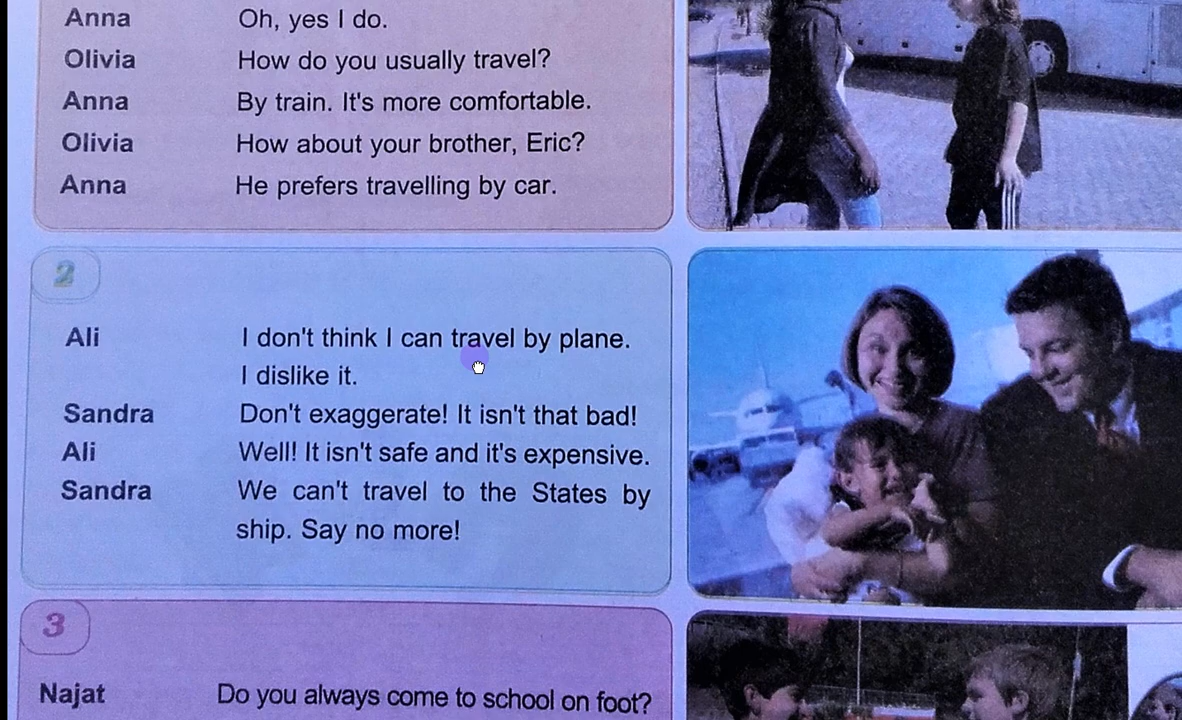 Anna Oh, yes I do.
Olivia How do you usually travel?
Anna By train. It's more comfortable.
Olivia How about your brother, Eric?
Anna He prefers travelling by car.
2
Ali I don't think I can travel by plane.
I dislike it.
Sandra Don't exaggerate! It isn't that bad!
Ali Well! It isn't safe and it's expensive.
Sandra We can't travel to the States by
ship. Say no more!
3
Najat Do you always come to school on foot?